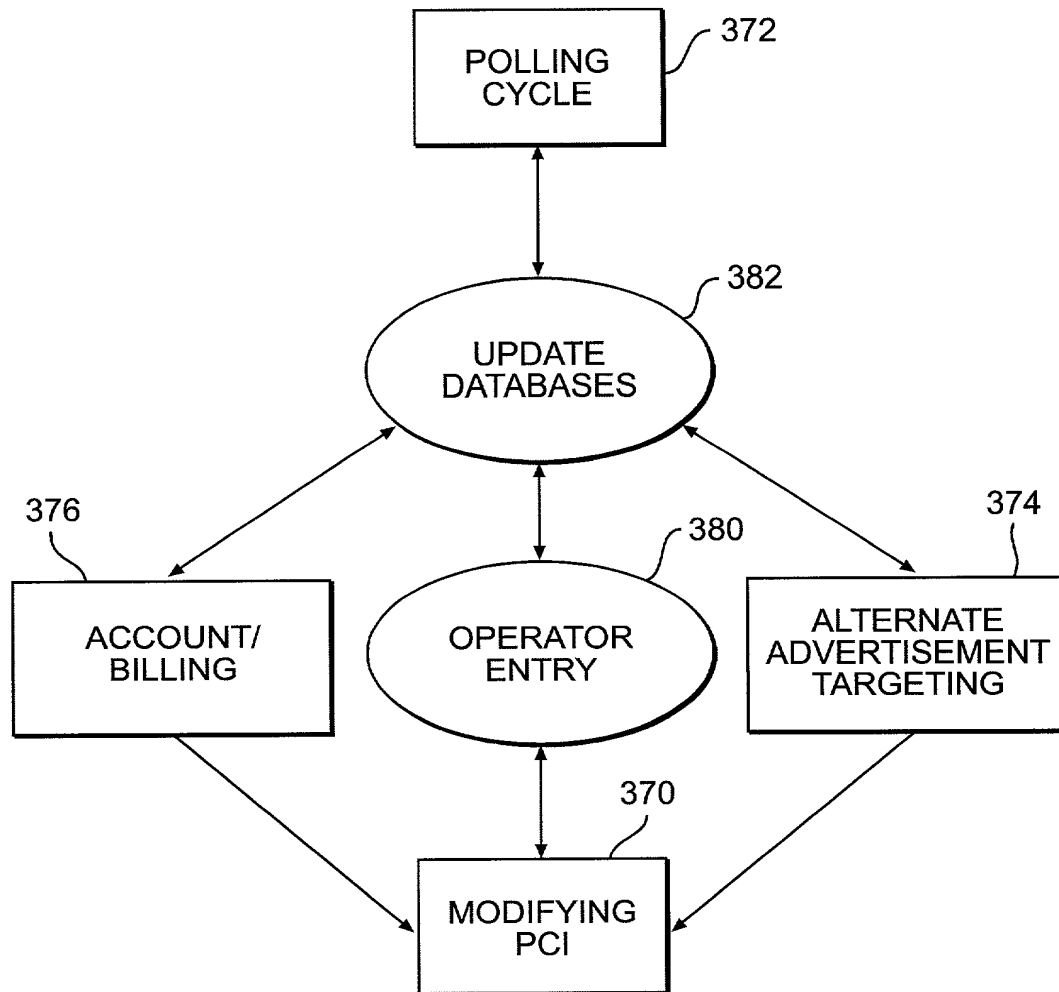 372
POLLING
CYCLE
382
UPDATE
DATABASES
376
380
374
ACCOUNT/
BILLING
OPERATOR
ENTRY
ALTERNATE
ADVERTISEMENT
TARGETING
370
MODIFYING
PCI